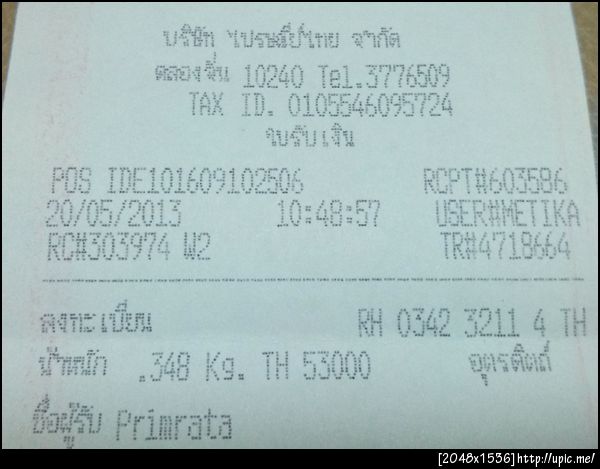 บริษัท ไปรษณีย์ไทย จำกัด
คลองจั่น 10240 Tel.3776509
TAX ID. 0105546095724
ใบรับเงิน
POS IDE101609102506 RCPT#603586
20/05/2013 10:48:57 USER#METIKA
RC#303974 W2 TR#4718664
ลงทะเบียน RH 0342 3211 4 TH
น้ำหนัก .348 Kg. TH 53000 อุตรดิตถ์
ชื่อผู้รับ Primrata
[2048x1536]http://upic.me/